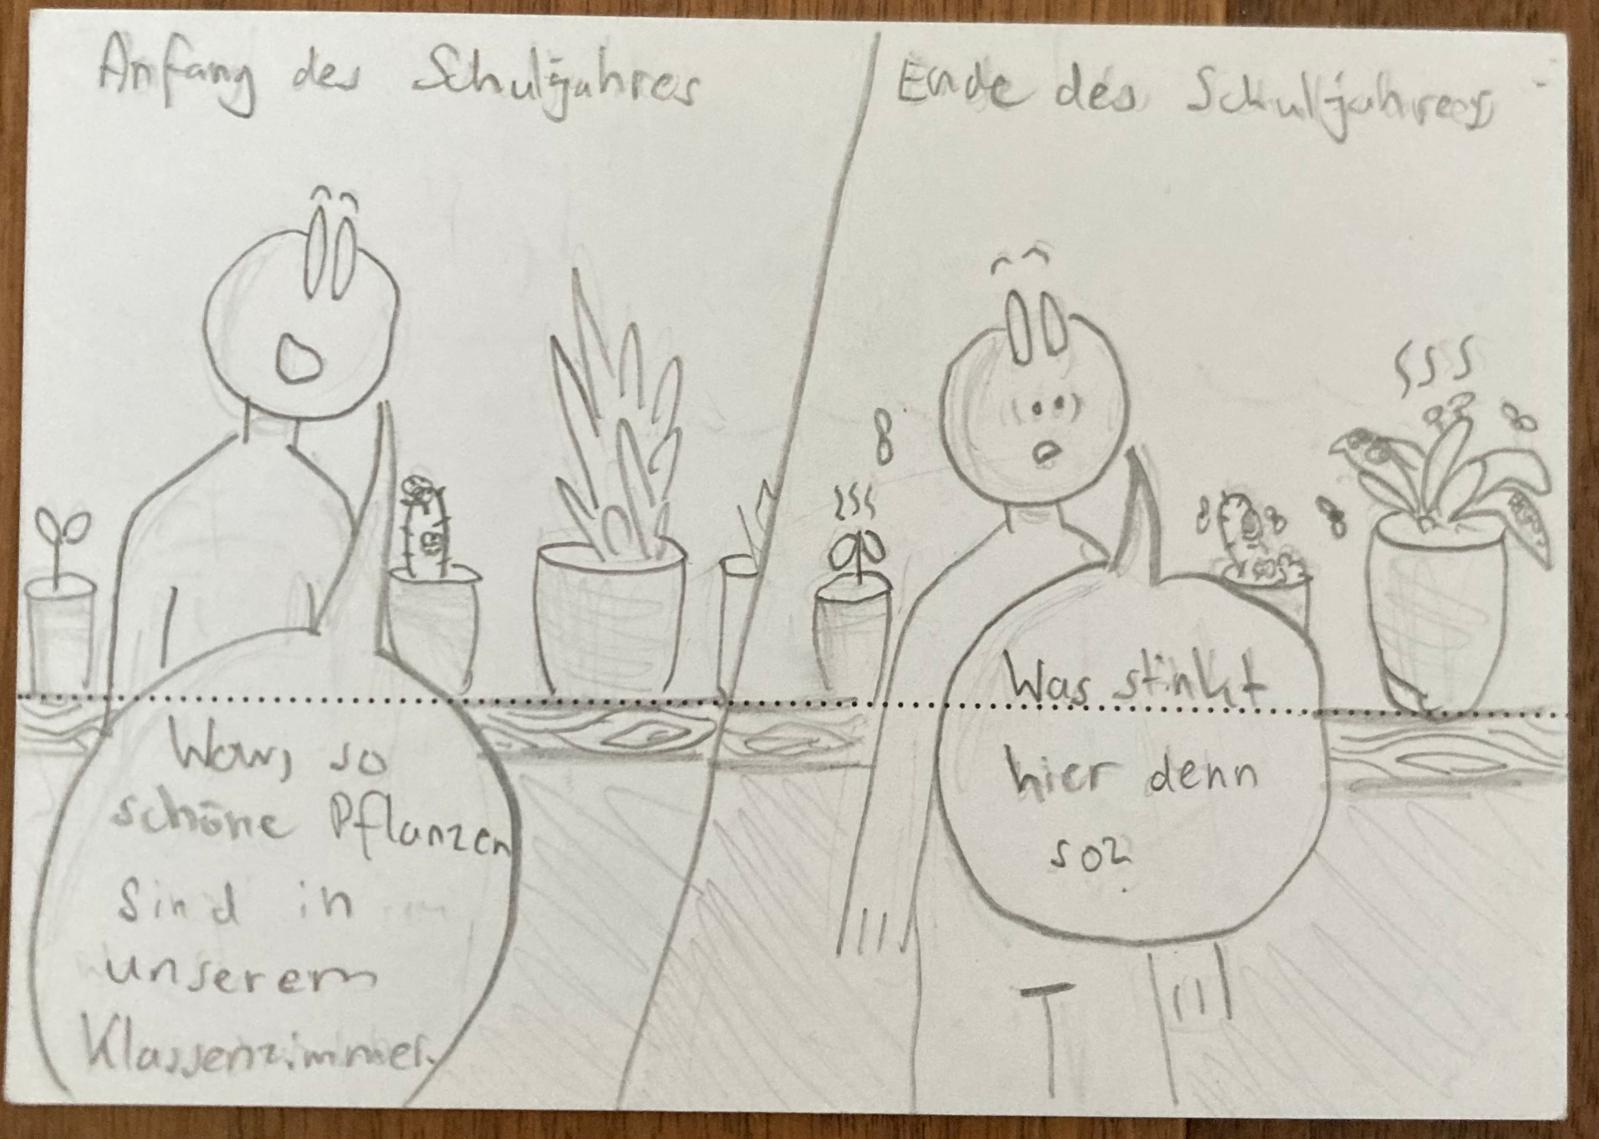 Anfang des Schuljahres
Wow, so
schöne Pflanzen
sind in
unserem
Klassenzimmer.
Ende des Schuljahres
Was stinkt
hier denn
so?